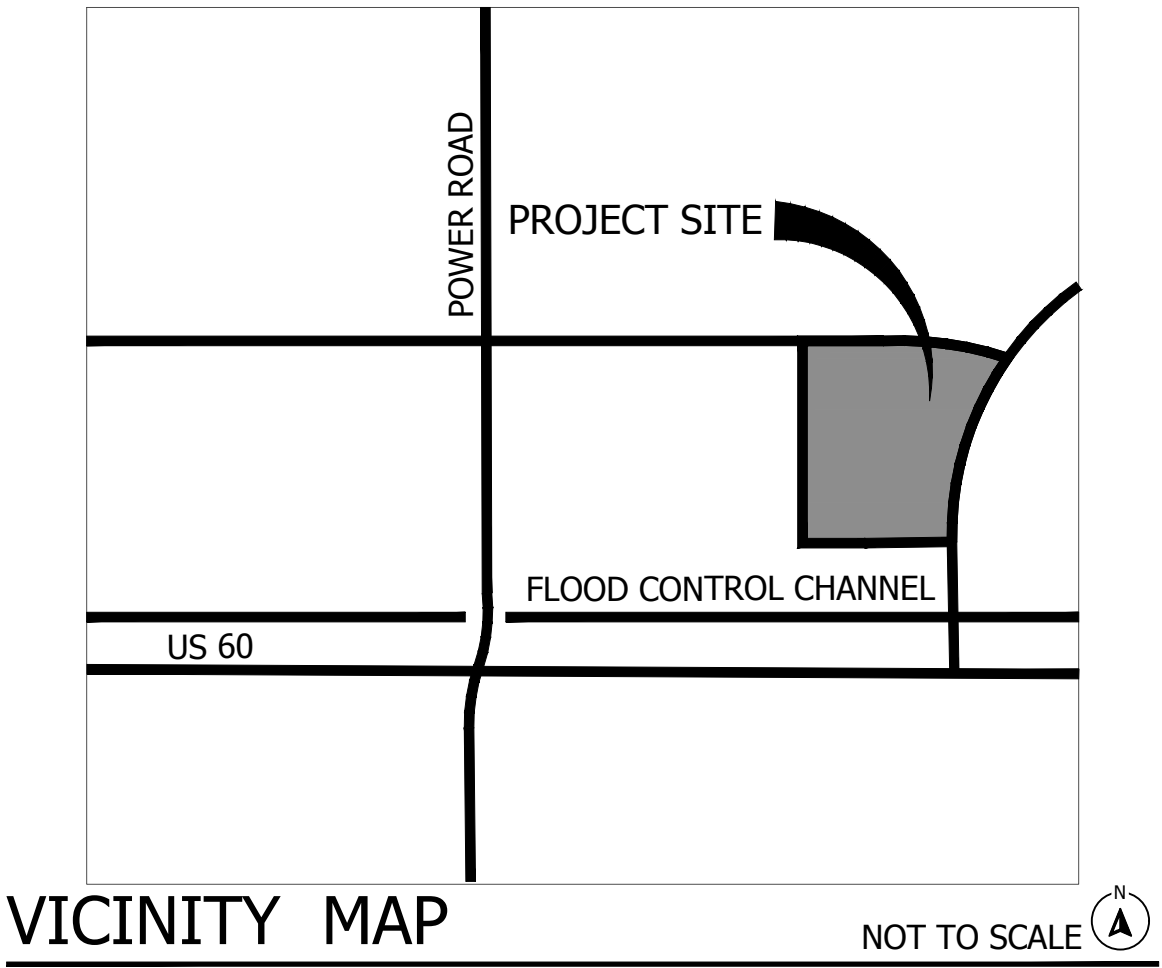 POWER ROAD
PROJECT SITE
FLOOD CONTROL CHANNEL
US 60
VICINITY MAP
NOT TO SCALE
N